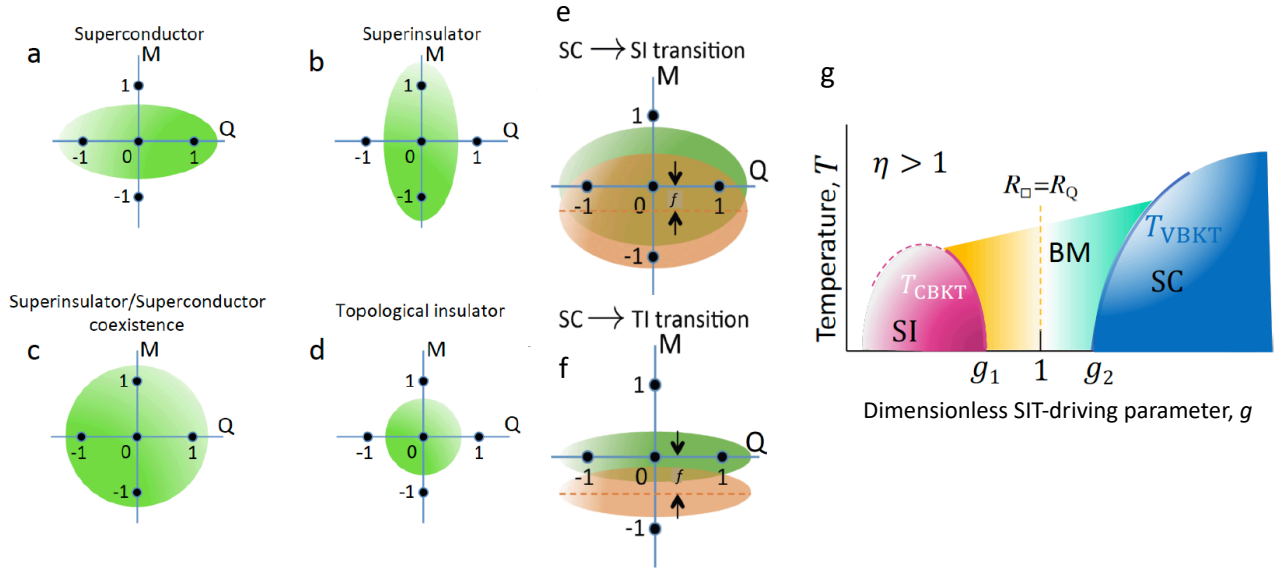 a
Superconductor
M
1
Q
-1
0
1
-1
b
Superinsulator
M
1
Q
-1
0
1
-1
c
Superinsulator/Superconductor
coexistence
M
1
Q
-1
0
1
-1
d
Topological insulator
M
1
Q
-1
0
1
-1
e
SC → SI transition
M
1
Q
-1
0
f
1
-1
f
SC → TI transition
M
1
Q
-1
0
f
1
-1
g
η > 1
R□=RQ
Temperature, T
TCBKT
SI
BM
TVBKT
SC
g1
1
g2
Dimensionless SIT-driving parameter, g